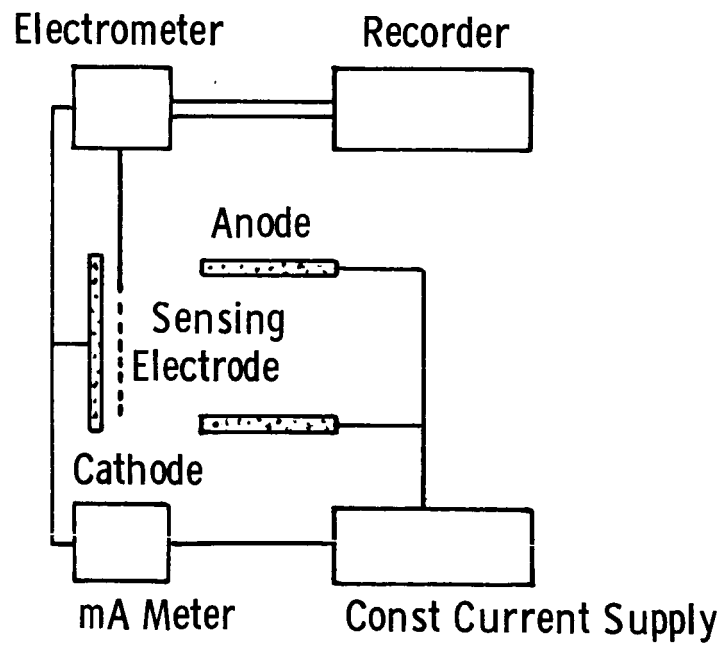 Electrometer
Recorder
Anode
Sensing
Electrode
Cathode
mA Meter
Const Current Supply